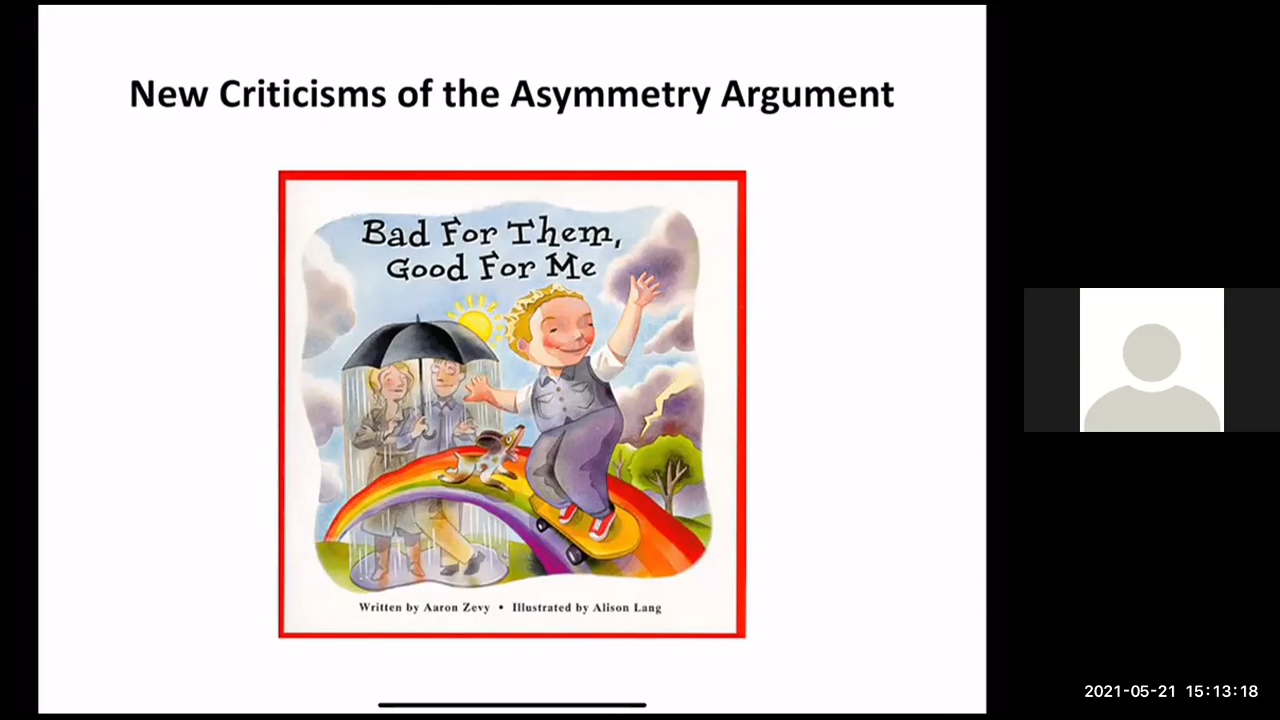 New Criticisms of the Asymmetry Argument
Bad For Them,
Good For Me
Written by Aaron Zevy • Illustrated by Alison Lang
2021-05-21 15:13:18